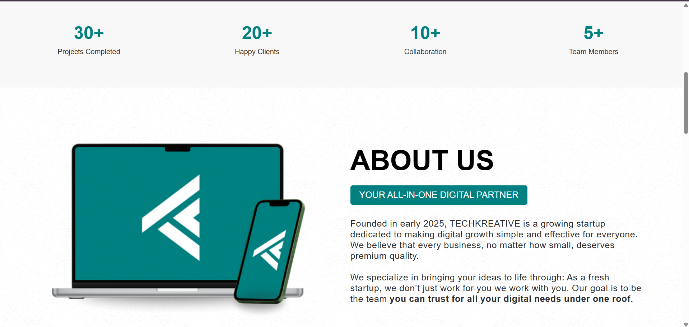 30+ 20+ 10+ 5+
Projects Completed Happy Clients Collaboration Team Members
ABOUT US
YOUR ALL-IN-ONE DIGITAL PARTNER
Founded in early 2025, TECHKREATIVE is a growing startup
dedicated to making digital growth simple and effective for everyone.
We believe that every business, no matter how small, deserves
premium quality.
We specialize in bringing your ideas to life through: As a fresh
startup, we don't just work for you we work with you. Our goal is to be
the team you can trust for all your digital needs under one roof.